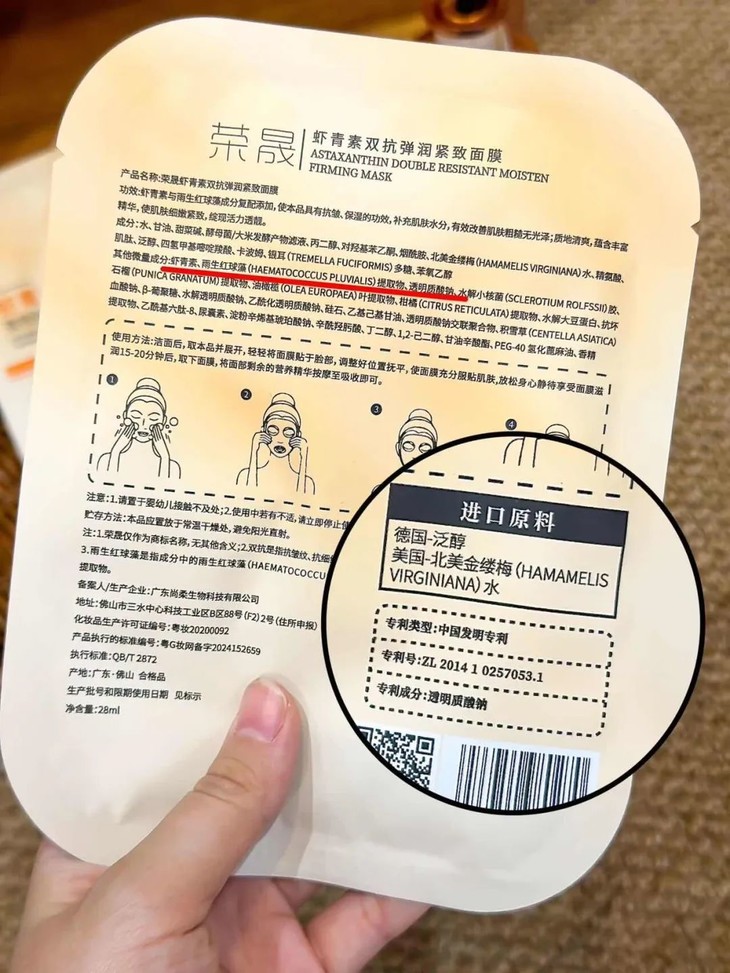 荣晟
虾青素双抗弹润紧致面膜
ASTAXANTHIN DOUBLE RESISTANT MOISTEN
FIRMING MASK
产品名称:荣晟虾青素双抗弹润紧致面膜
功效:虾青素与雨生红球藻成分复配添加,使本品具有抗皱、保湿的功效,补充肌肤水分,有效改善肌肤粗糙无光泽;质地清爽,蕴含丰富
精华,使肌肤细嫩紧致,绽现活力透靓。
成分:水、甘油、甜菜碱、酵母菌/大米发酵产物滤液、丙二醇、对羟基苯乙酮、烟酰胺、北美金缕梅(HAMAMELIS VIRGINIANA)水、精氨酸、
肌肽、泛醇、四氢甲基嘧啶羧酸、卡波姆、银耳(TREMELLA FUCIFORMIS)多糖、苯氧乙醇
其他微量成分:虾青素、雨生红球藻(HAEMATOCOCCUS PLUVIALIS)提取物、透明质酸钠、水解小核菌(SCLEROTIUM ROLFSSII)胶、
石榴(PUNICA GRANATUM)提取物、油橄榄(OLEA EUROPAEA)叶提取物、柑橘(CITRUS RETICULATA)提取物、水解大豆蛋白、抗坏
血酸钠、β-葡聚糖、水解透明质酸钠、乙酰化透明质酸钠、硅石、乙基己基甘油、透明质酸钠交联聚合物、积雪草(CENTELLA ASIATICA)
提取物、乙酰基六肽-8、尿囊素、淀粉辛烯基琥珀酸钠、辛酰羟肟酸、丁二醇、1,2-己二醇、甘油辛酸酯、PEG-40 氢化蓖麻油、香精
使用方法:洁面后,取本品并展开,轻轻将面膜贴于脸部,调整好位置抚平,使面膜充分服贴肌肤,放松身心静待享受面膜滋
润15-20分钟后,取下面膜,将面部剩余的营养精华按摩至吸收即可。
1
2
3
4
注意:1.请置于婴幼儿接触不及处;2.使用中若有不适,请立即停止使
贮存方法:本品应置放于常温干燥处,避免阳光直射。
注:1.荣晟仅作为商标名称,无其他含义;2.双抗是指抗皱纹、抗细
3.雨生红球藻是指成分中的雨生红球藻(HAEMATOCOCCU
提取物。
备案人/生产企业:广东尚柔生物科技有限公司
地址:佛山市三水中心科技工业区B区88号(F2)2号(住所申报)
化妆品生产许可证编号:粤妆20200092
产品执行的标准编号:粤G妆网备字2024152659
执行标准:QB/T 2872
产地:广东·佛山 合格品
生产批号和限期使用日期 见标示
净含量:28ml
进口原料
德国-泛醇
美国-北美金缕梅(HAMAMELIS
VIRGINIANA)水
专利类型:中国发明专利
专利号:ZL 2014 1 0257053.1
专利成分:透明质酸钠